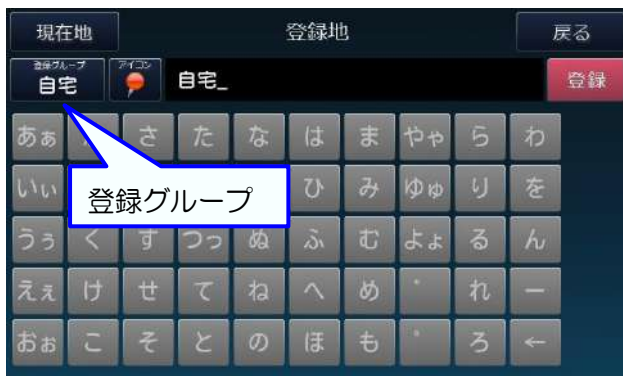 現在地 登録地 戻る
登録グループ アイコン
自宅 自宅_ 登録
あぁ さ た な は ま やゃ ら わ
いぃ ひ み ゆゅ り を
登録グループ
うぅ く す つっ ぬ ふ む よょ る ん
えぇ け せ て ね へ め ゛ れ ー
おぉ こ そ と の ほ も ゜ ろ ←